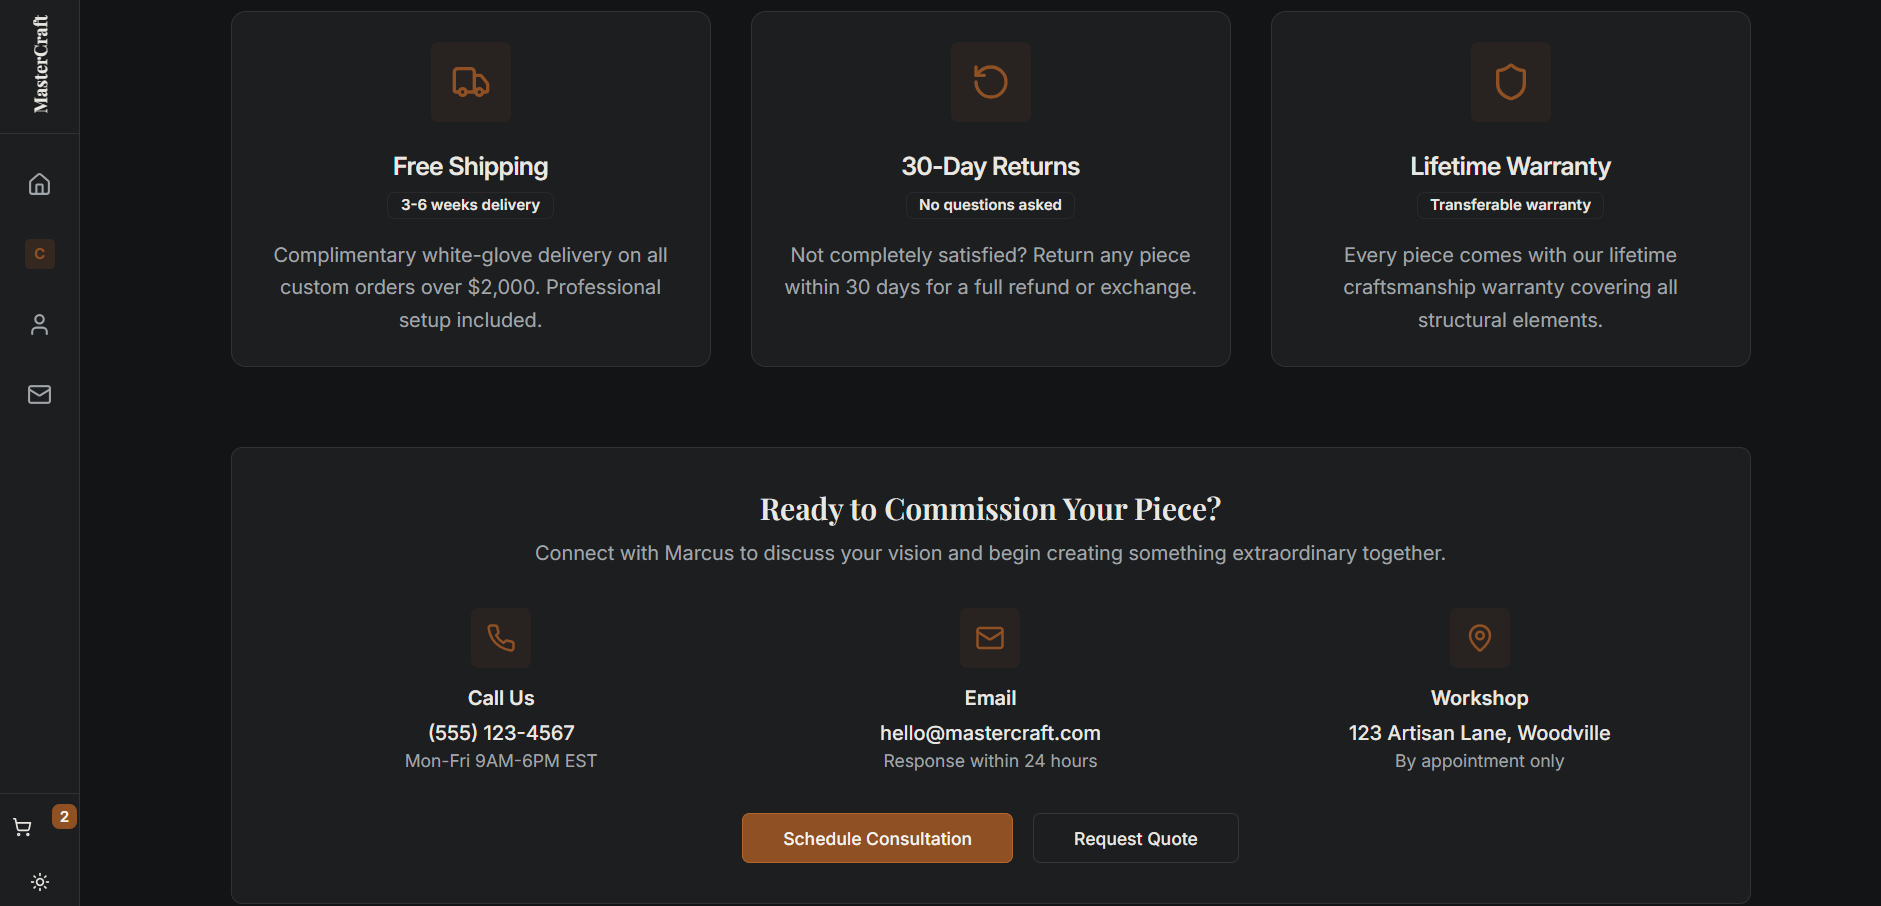 MasterCraft
C
2
Free Shipping
3-6 weeks delivery
Complimentary white-glove delivery on all
custom orders over $2,000. Professional
setup included.
30-Day Returns
No questions asked
Not completely satisfied? Return any piece
within 30 days for a full refund or exchange.
Lifetime Warranty
Transferable warranty
Every piece comes with our lifetime
craftsmanship warranty covering all
structural elements.
Ready to Commission Your Piece?
Connect with Marcus to discuss your vision and begin creating something extraordinary together.
Call Us
(555) 123-4567
Mon-Fri 9AM-6PM EST
Email
hello@mastercraft.com
Response within 24 hours
Workshop
123 Artisan Lane, Woodville
By appointment only
Schedule Consultation
Request Quote